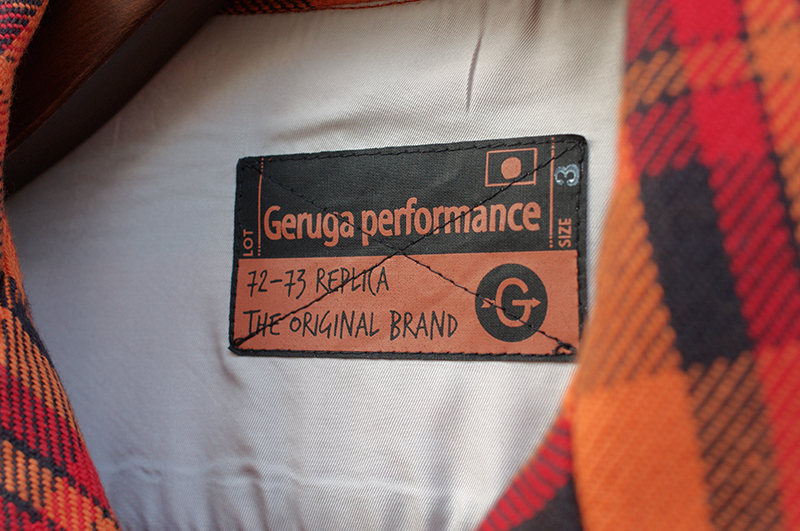 LOT
Geruga performance
SIZE 3
72-73 REPLICA
THE ORIGINAL BRAND
G